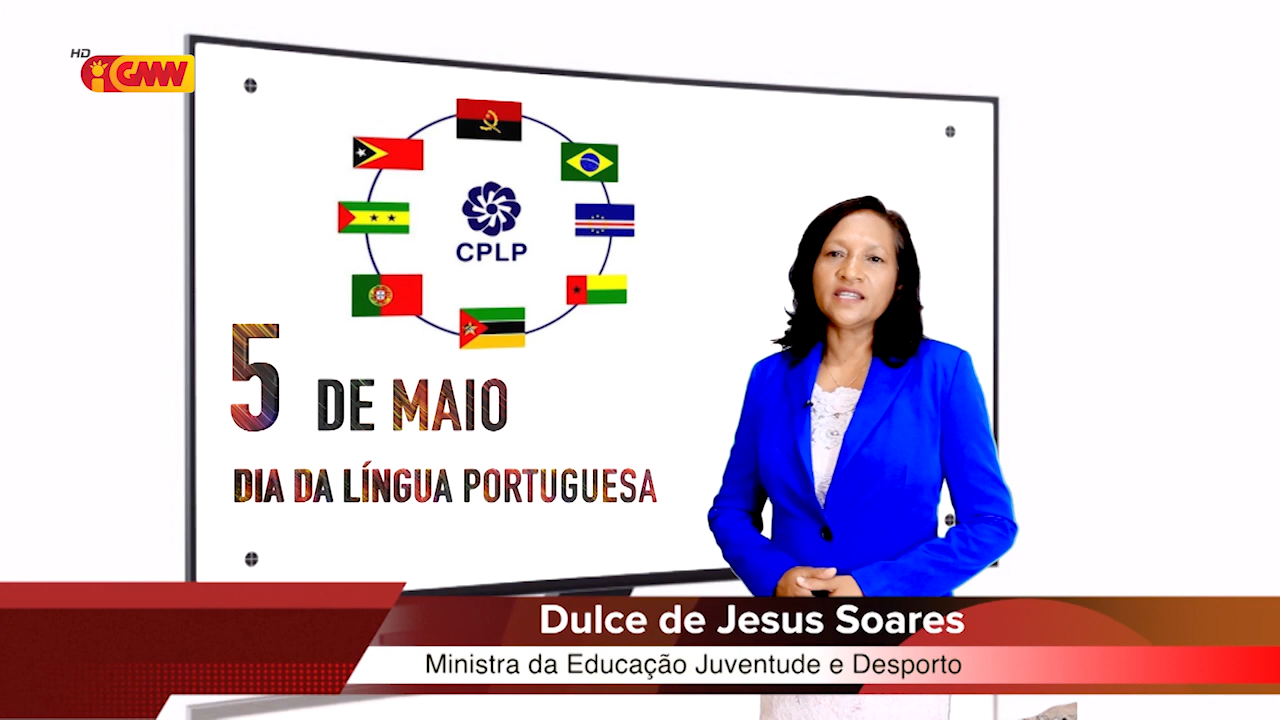 HD
GMN
CPLP
5 DE MAIO
DIA DA LÍNGUA PORTUGUESA
Dulce de Jesus Soares
Ministra da Educação Juventude e Desporto